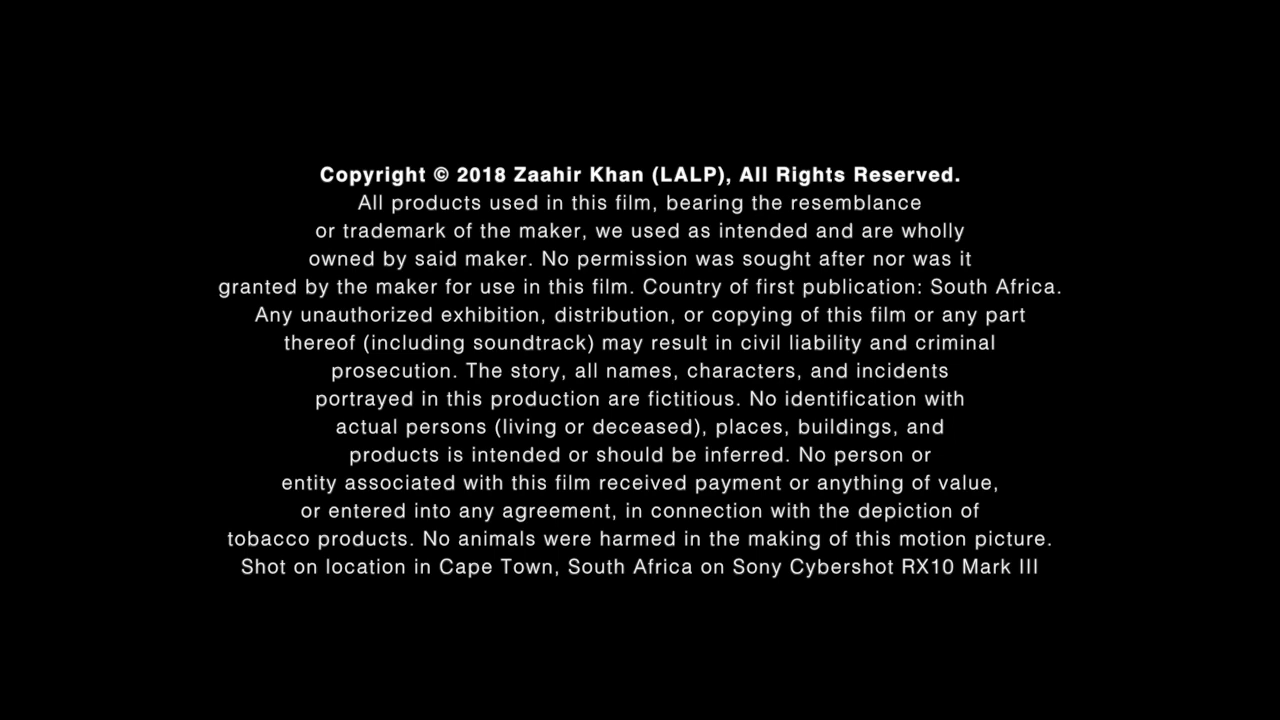 Copyright © 2018 Zaahir Khan (LALP), All Rights Reserved.
All products used in this film, bearing the resemblance
or trademark of the maker, we used as intended and are wholly
owned by said maker. No permission was sought after nor was it
granted by the maker for use in this film. Country of first publication: South Africa.
Any unauthorized exhibition, distribution, or copying of this film or any part
thereof (including soundtrack) may result in civil liability and criminal
prosecution. The story, all names, characters, and incidents
portrayed in this production are fictitious. No identification with
actual persons (living or deceased), places, buildings, and
products is intended or should be inferred. No person or
entity associated with this film received payment or anything of value,
or entered into any agreement, in connection with the depiction of
tobacco products. No animals were harmed in the making of this motion picture.
Shot on location in Cape Town, South Africa on Sony Cybershot RX10 Mark III